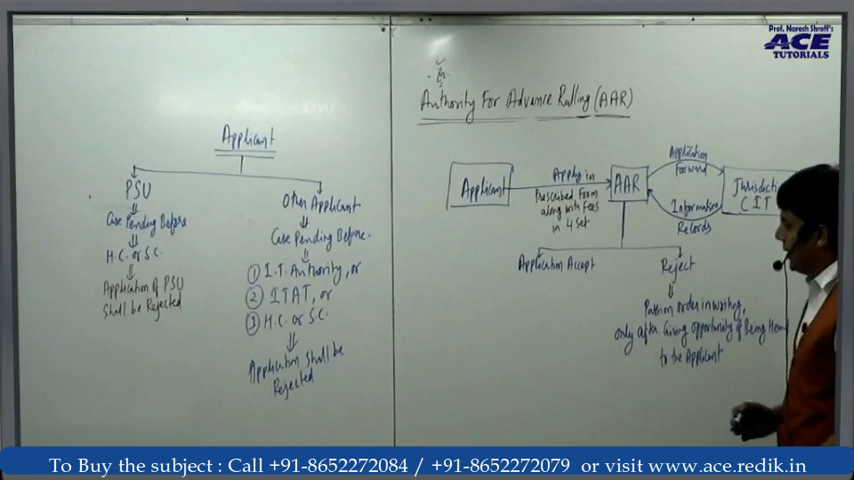 Prof. Naresh Shroff's
ACE
TUTORIALS
Applicant
PSU
Case Pending Before
H.C. or S.C.
Application of PSU
Shall be Rejected
Other Applicant
Case Pending Before.
① I.T. Authority, or
② ITAT, or
③ H.C. or S.C.
Application Shall be
Rejected
Authority For Advance Rulling (AAR)
Applicant
Apply in
Prescribed Form
along with Fees
in 4 Set
AAR
Application
Forward
Information
Records
CIT
Application Accept
Reject
order in writing,
only after Giving opportunity of Being
to the Applicant
To Buy the subject : Call +91-8652272084 / +91-8652272079 or visit www.ace.redik.in